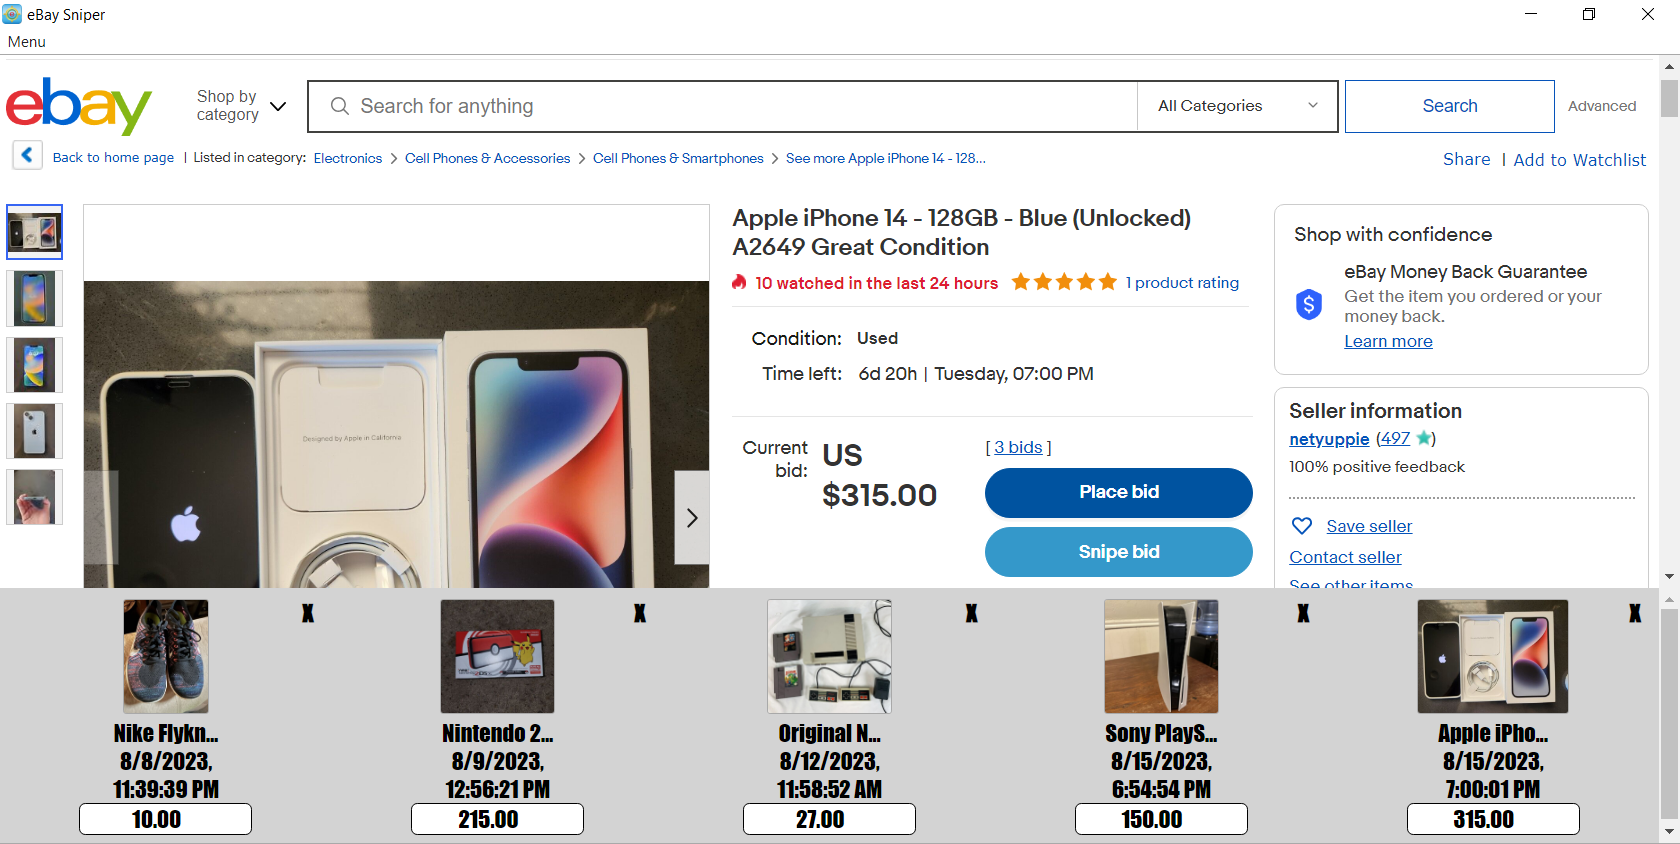 eBay Sniper
Menu
ebay
Shop by
category
Search for anything
All Categories
Search
Advanced
Back to home page | Listed in category: Electronics > Cell Phones & Accessories > Cell Phones & Smartphones > See more Apple iPhone 14 - 128...
Share | Add to Watchlist
Apple iPhone 14 - 128GB - Blue (Unlocked)
A2649 Great Condition
10 watched in the last 24 hours
1 product rating
Condition: Used
Time left: 6d 20h | Tuesday, 07:00 PM
Current
bid:
US
$315.00
[ 3 bids ]
Place bid
Snipe bid
Designed by Apple in California
Shop with confidence
eBay Money Back Guarantee
Get the item you ordered or your
money back.
Learn more
Seller information
netyuppie (497)
100% positive feedback
Save seller
Contact seller
See other items
X
Nike Flykn...
8/8/2023,
11:39:39 PM
10.00
X
Nintendo 2...
8/9/2023,
12:56:21 PM
215.00
X
Original N...
8/12/2023,
11:58:52 AM
27.00
X
Sony PlayS...
8/15/2023,
6:54:54 PM
150.00
X
Apple iPho...
8/15/2023,
7:00:01 PM
315.00